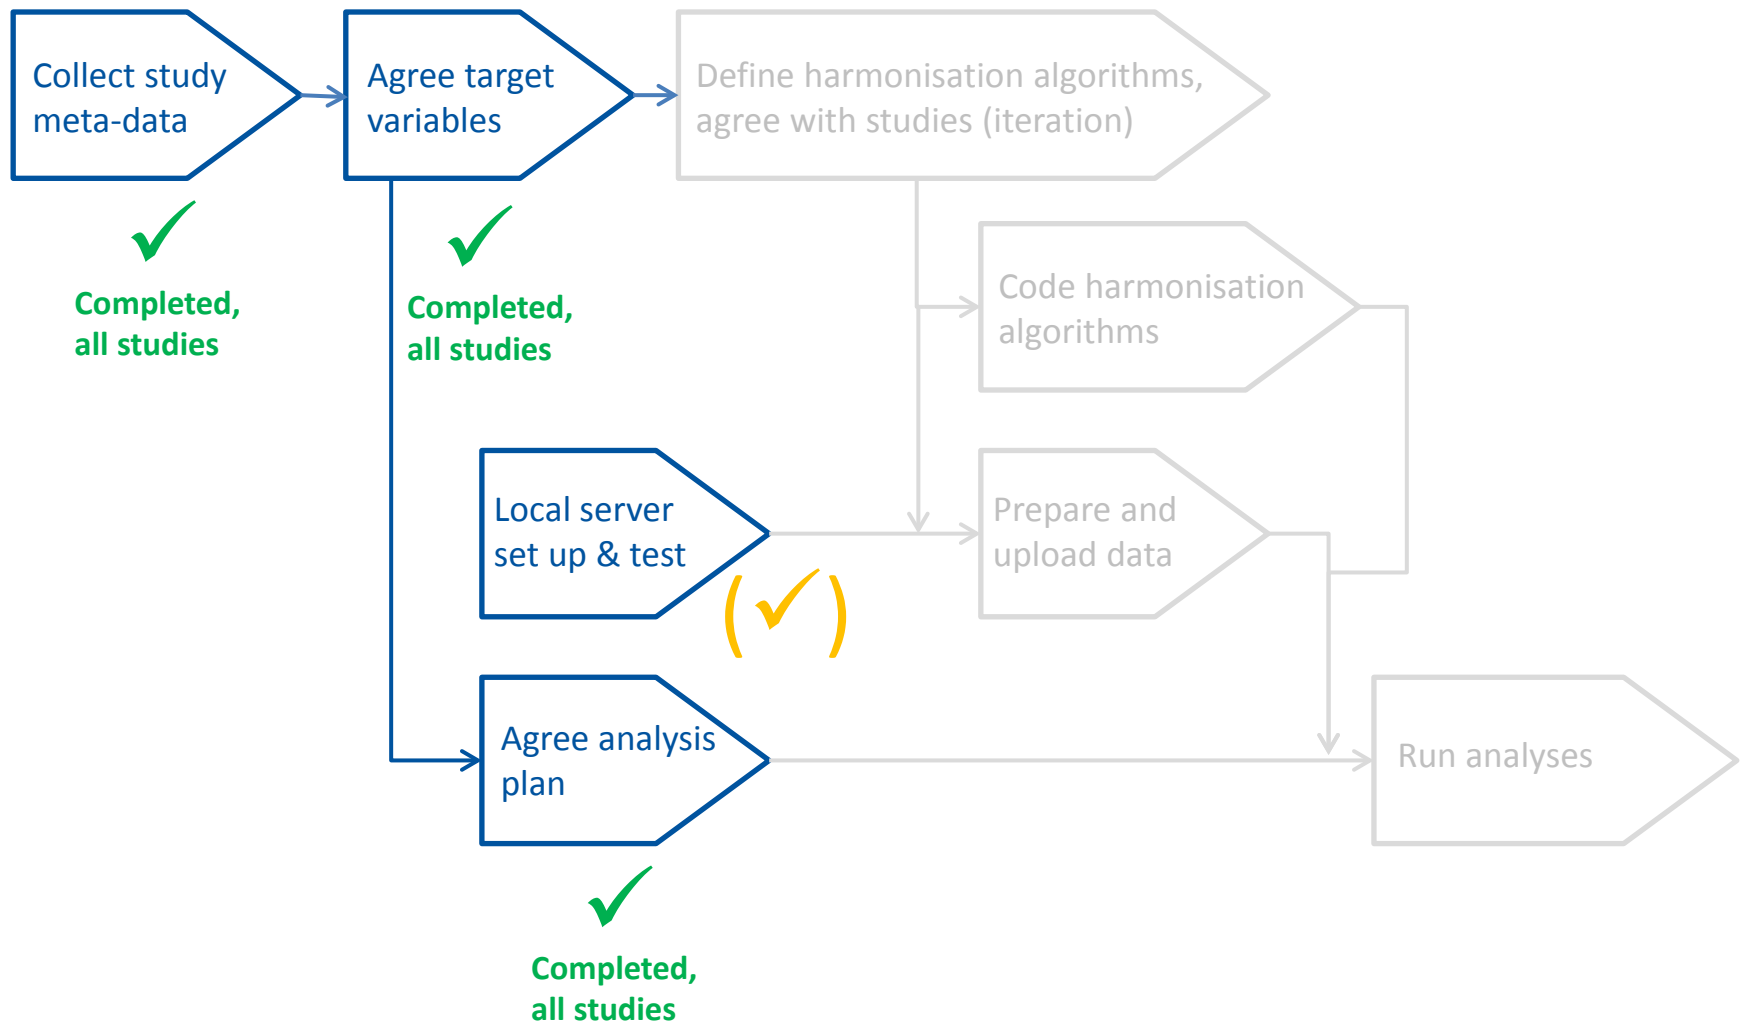 Collect study
meta-data
Agree target
variables
Define harmonisation algorithms,
agree with studies (iteration)
Completed,
all studies
Completed,
all studies
Code harmonisation
algorithms
Local server
set up & test
(✓)
Prepare and
upload data
Agree analysis
plan
Run analyses
Completed,
all studies